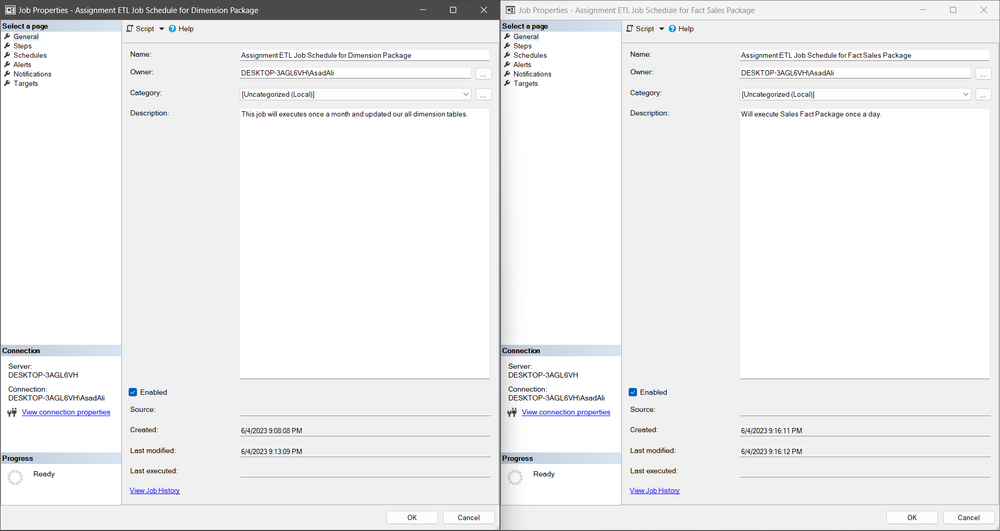 Job Properties - Assignment ETL Job Schedule for Dimension Package
Select a page
General
Steps
Schedules
Alerts
Notifications
Targets
Script
Help
Name:
Assignment ETL Job Schedule for Dimension Package
Owner:
DESKTOP-3AGL6VH\AsadAli
...
Category:
[Uncategorized (Local)]
...
Description:
This job will executes once a month and updated our all dimension tables.
Connection
Server:
DESKTOP-3AGL6VH
Connection:
DESKTOP-3AGL6VH\AsadAli
View connection properties
Progress
Ready
Enabled
Source:
Created:
6/4/2023 9:08:08 PM
Last modified:
6/4/2023 9:13:09 PM
Last executed:
View Job History
OK
Cancel
Job Properties - Assignment ETL Job Schedule for Fact Sales Package
Select a page
General
Steps
Schedules
Alerts
Notifications
Targets
Script
Help
Name:
Assignment ETL Job Schedule for Fact Sales Package
Owner:
DESKTOP-3AGL6VH\AsadAli
...
Category:
[Uncategorized (Local)]
...
Description:
Will execute Sales Fact Package once a day.
Connection
Server:
DESKTOP-3AGL6VH
Connection:
DESKTOP-3AGL6VH\AsadAli
View connection properties
Progress
Ready
Enabled
Source:
Created:
6/4/2023 9:16:11 PM
Last modified:
6/4/2023 9:16:12 PM
Last executed:
View Job History
OK
Cancel